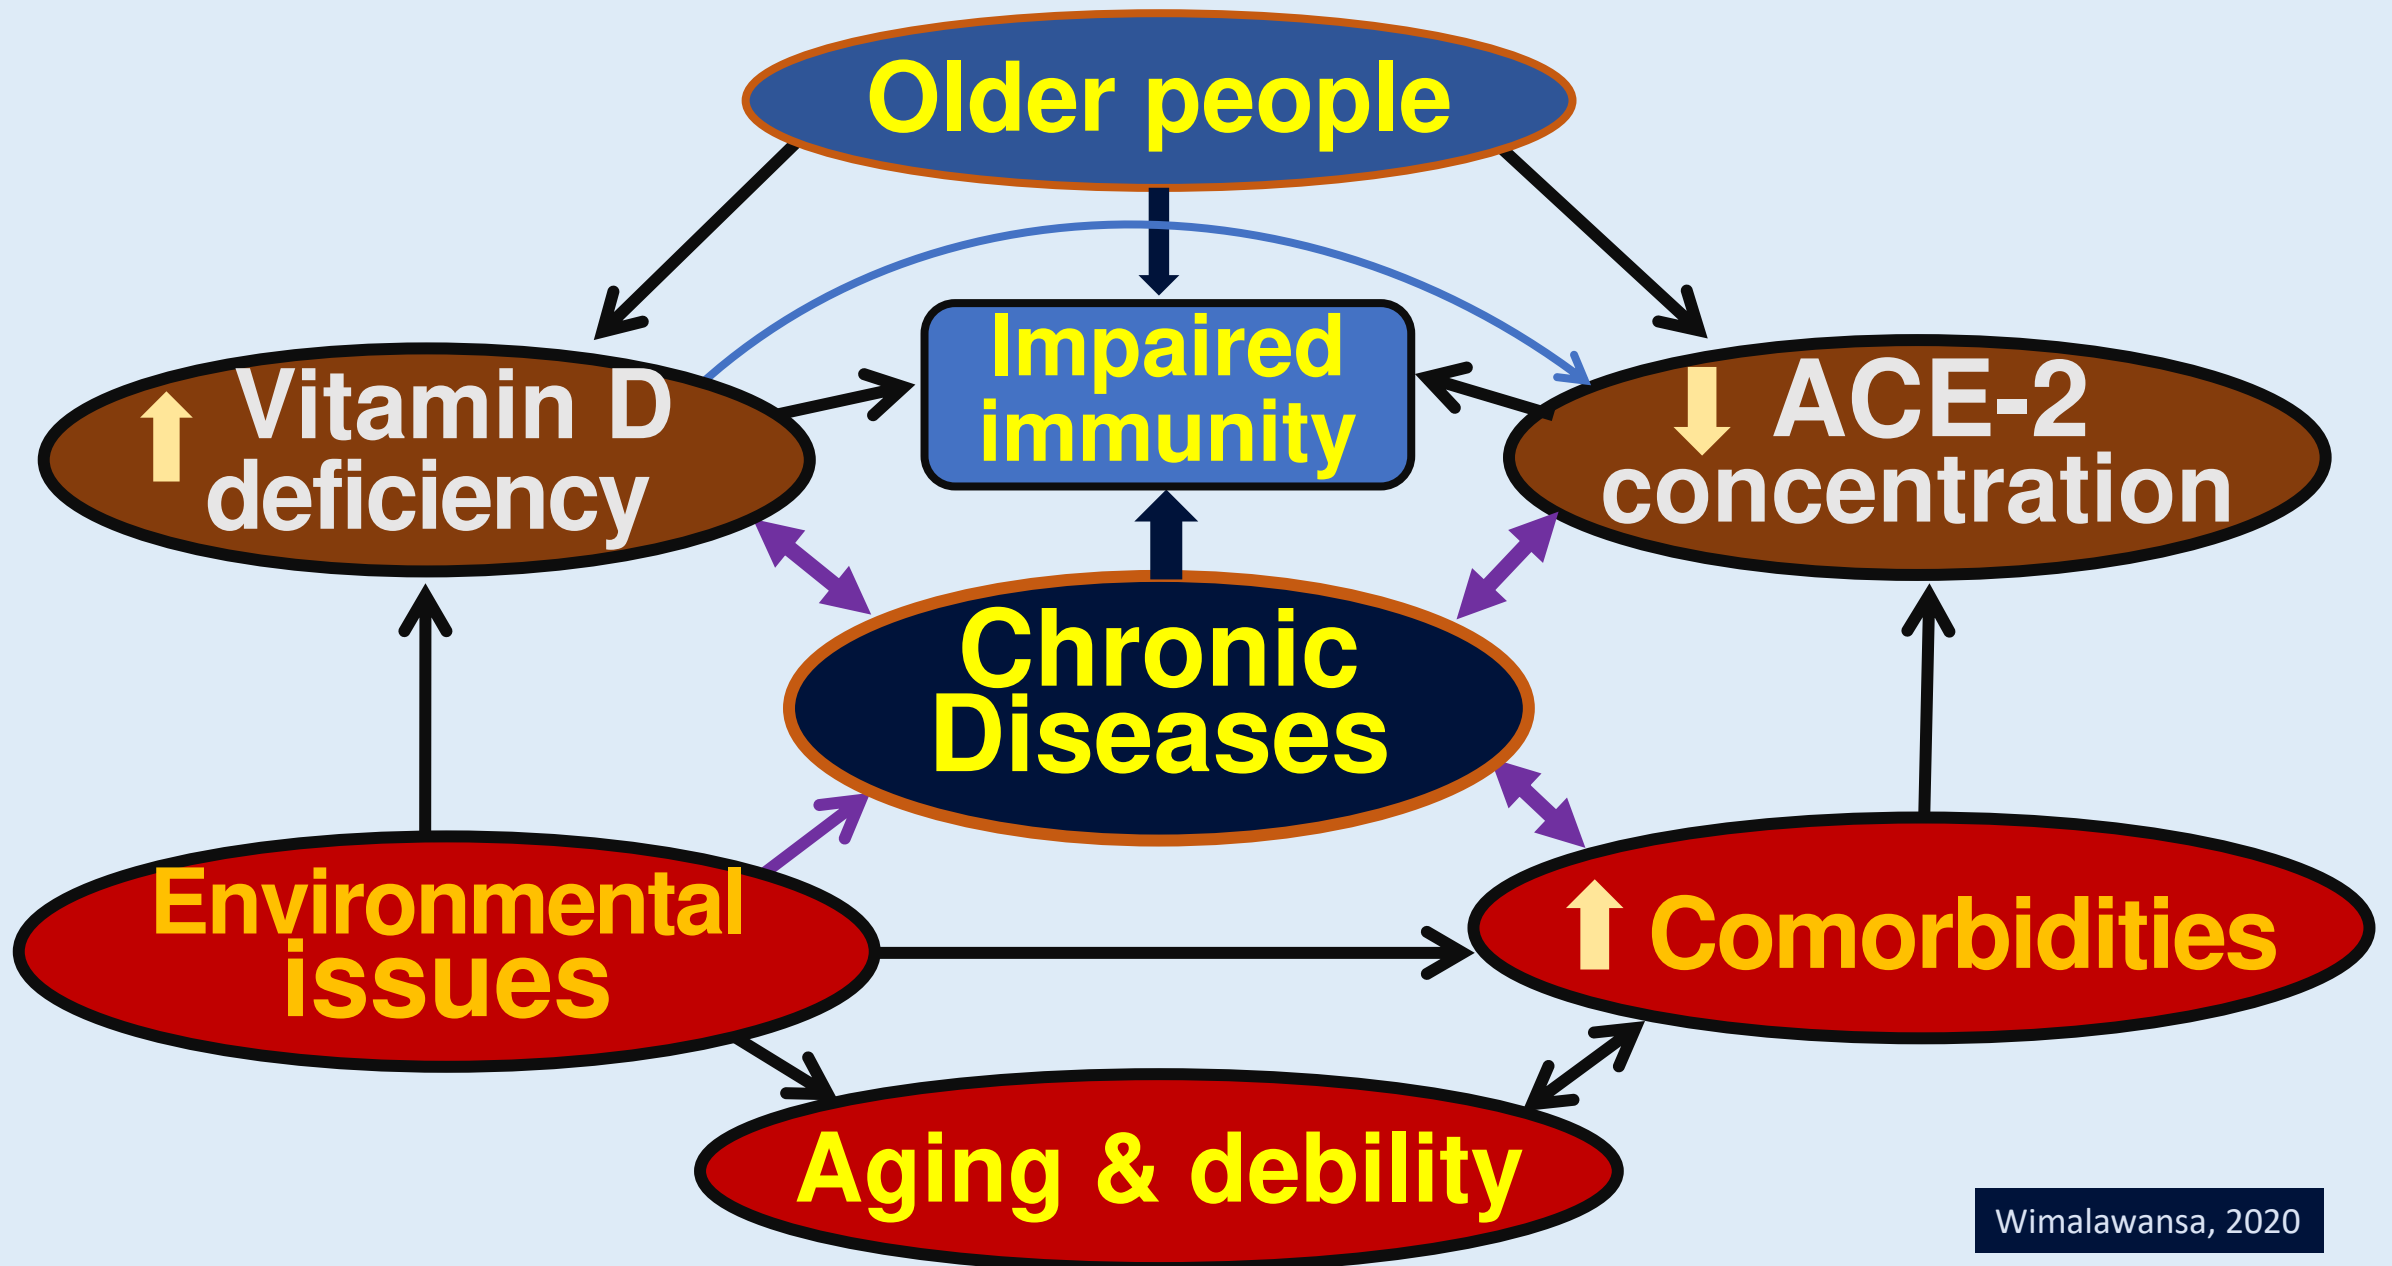 Older people
Impaired
immunity
Vitamin D
deficiency
ACE-2
concentration
Chronic
Diseases
Environmental
issues
Comorbidities
Aging & debility
Wimalawansa, 2020